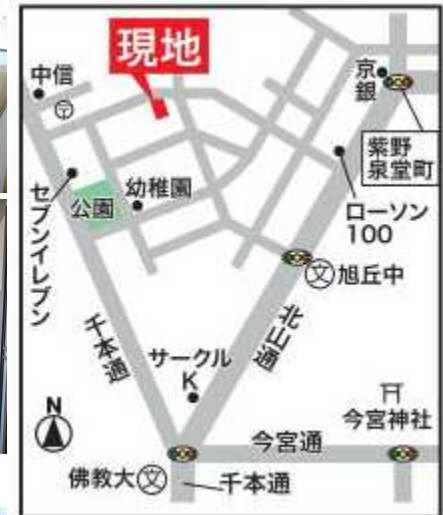 現地
中信
〒
京銀
紫野
泉堂町
セブンイレブン
公園
幼稚園
ローソン
100
文
旭丘中
千本通
北山通
サークル
K
N
今宮神社
今宮通
佛教大
文
千本通